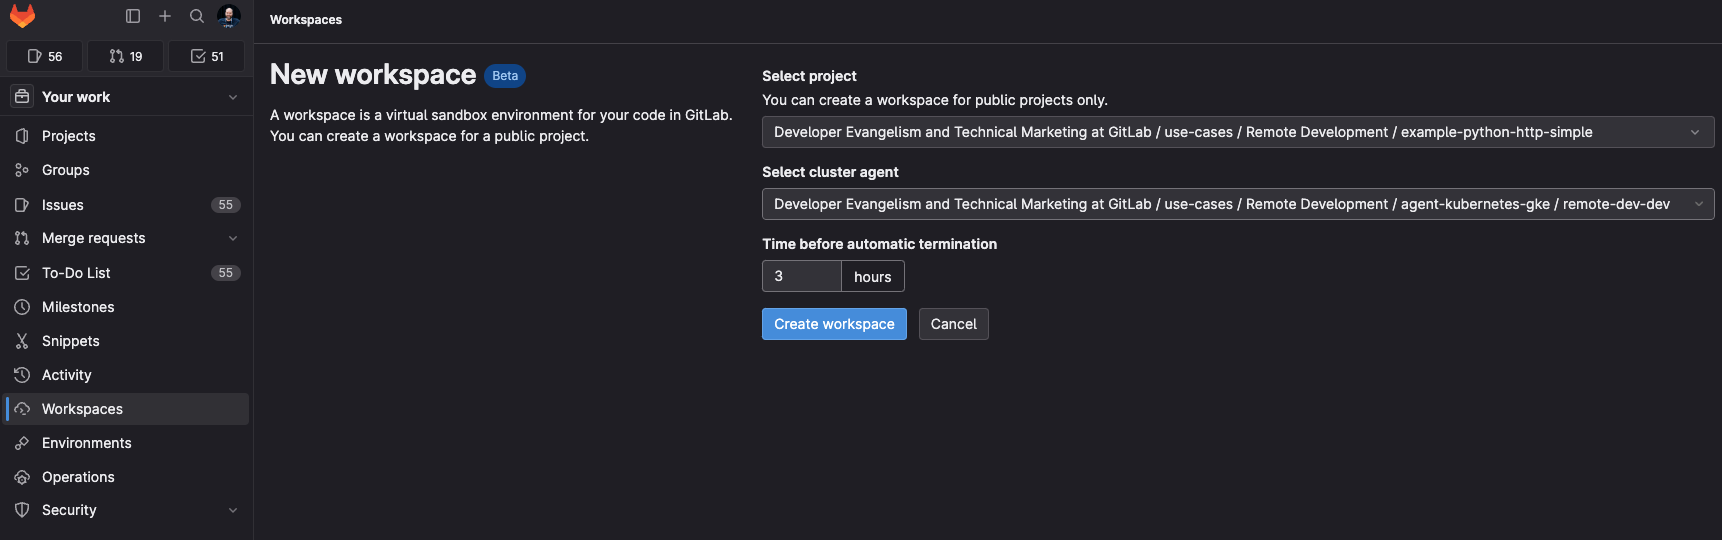 56 19 51
Your work
Projects
Groups
Issues 55
Merge requests
To-Do List 55
Milestones
Snippets
Activity
Workspaces
Environments
Operations
Security
Workspaces
New workspace Beta
A workspace is a virtual sandbox environment for your code in GitLab.
You can create a workspace for a public project.
Select project
You can create a workspace for public projects only.
Developer Evangelism and Technical Marketing at GitLab / use-cases / Remote Development / example-python-http-simple
Select cluster agent
Developer Evangelism and Technical Marketing at GitLab / use-cases / Remote Development / agent-kubernetes-gke / remote-dev-dev
Time before automatic termination
3 hours
Create workspace Cancel